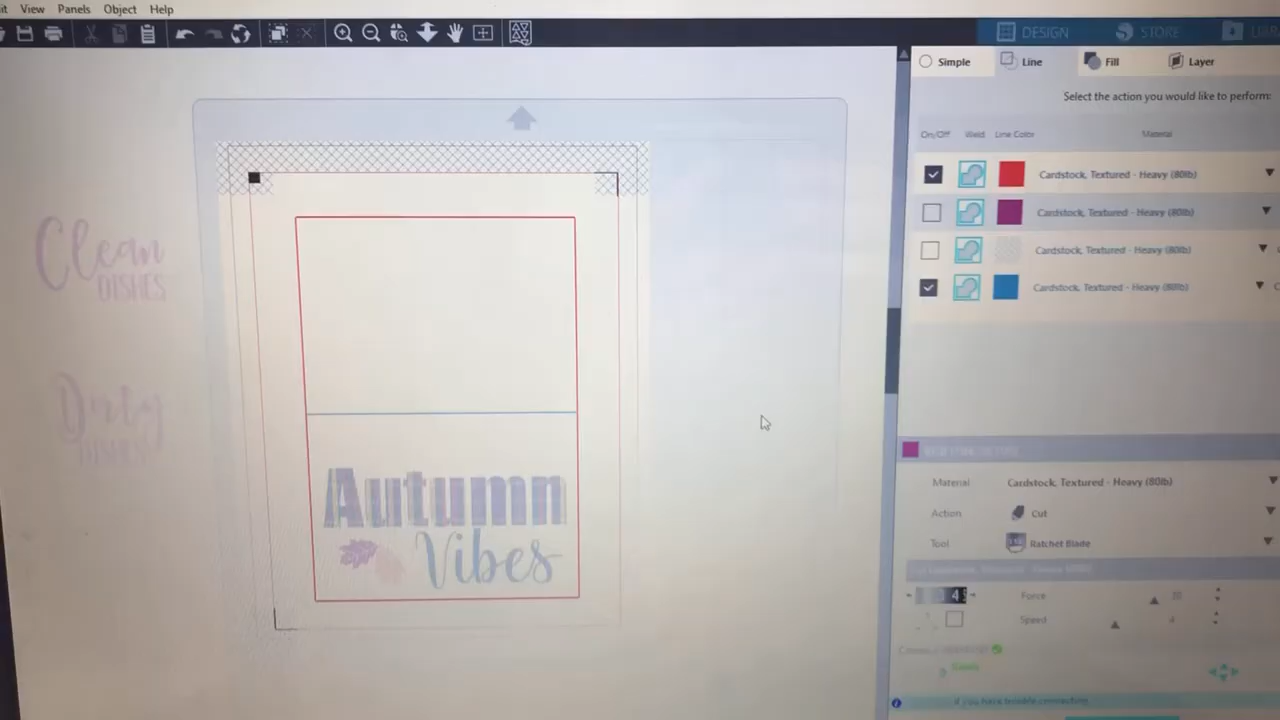 View Panels Object Help
DESIGN STORE
Simple Line Fill Layer
Select the action you would like to perform:
On/Off Weld Line Color Material
Cardstock, Textured - Heavy (80lb)
Cardstock, Textured - Heavy (80lb)
Cardstock, Textured - Heavy (80lb)
Cardstock, Textured - Heavy (80lb)
Clean
DISHES
Dirty
Autumn
Vibes
Material Cardstock, Textured - Heavy (80lb)
Action Cut
Tool Ratchet Blade
4 Force
Speed 4